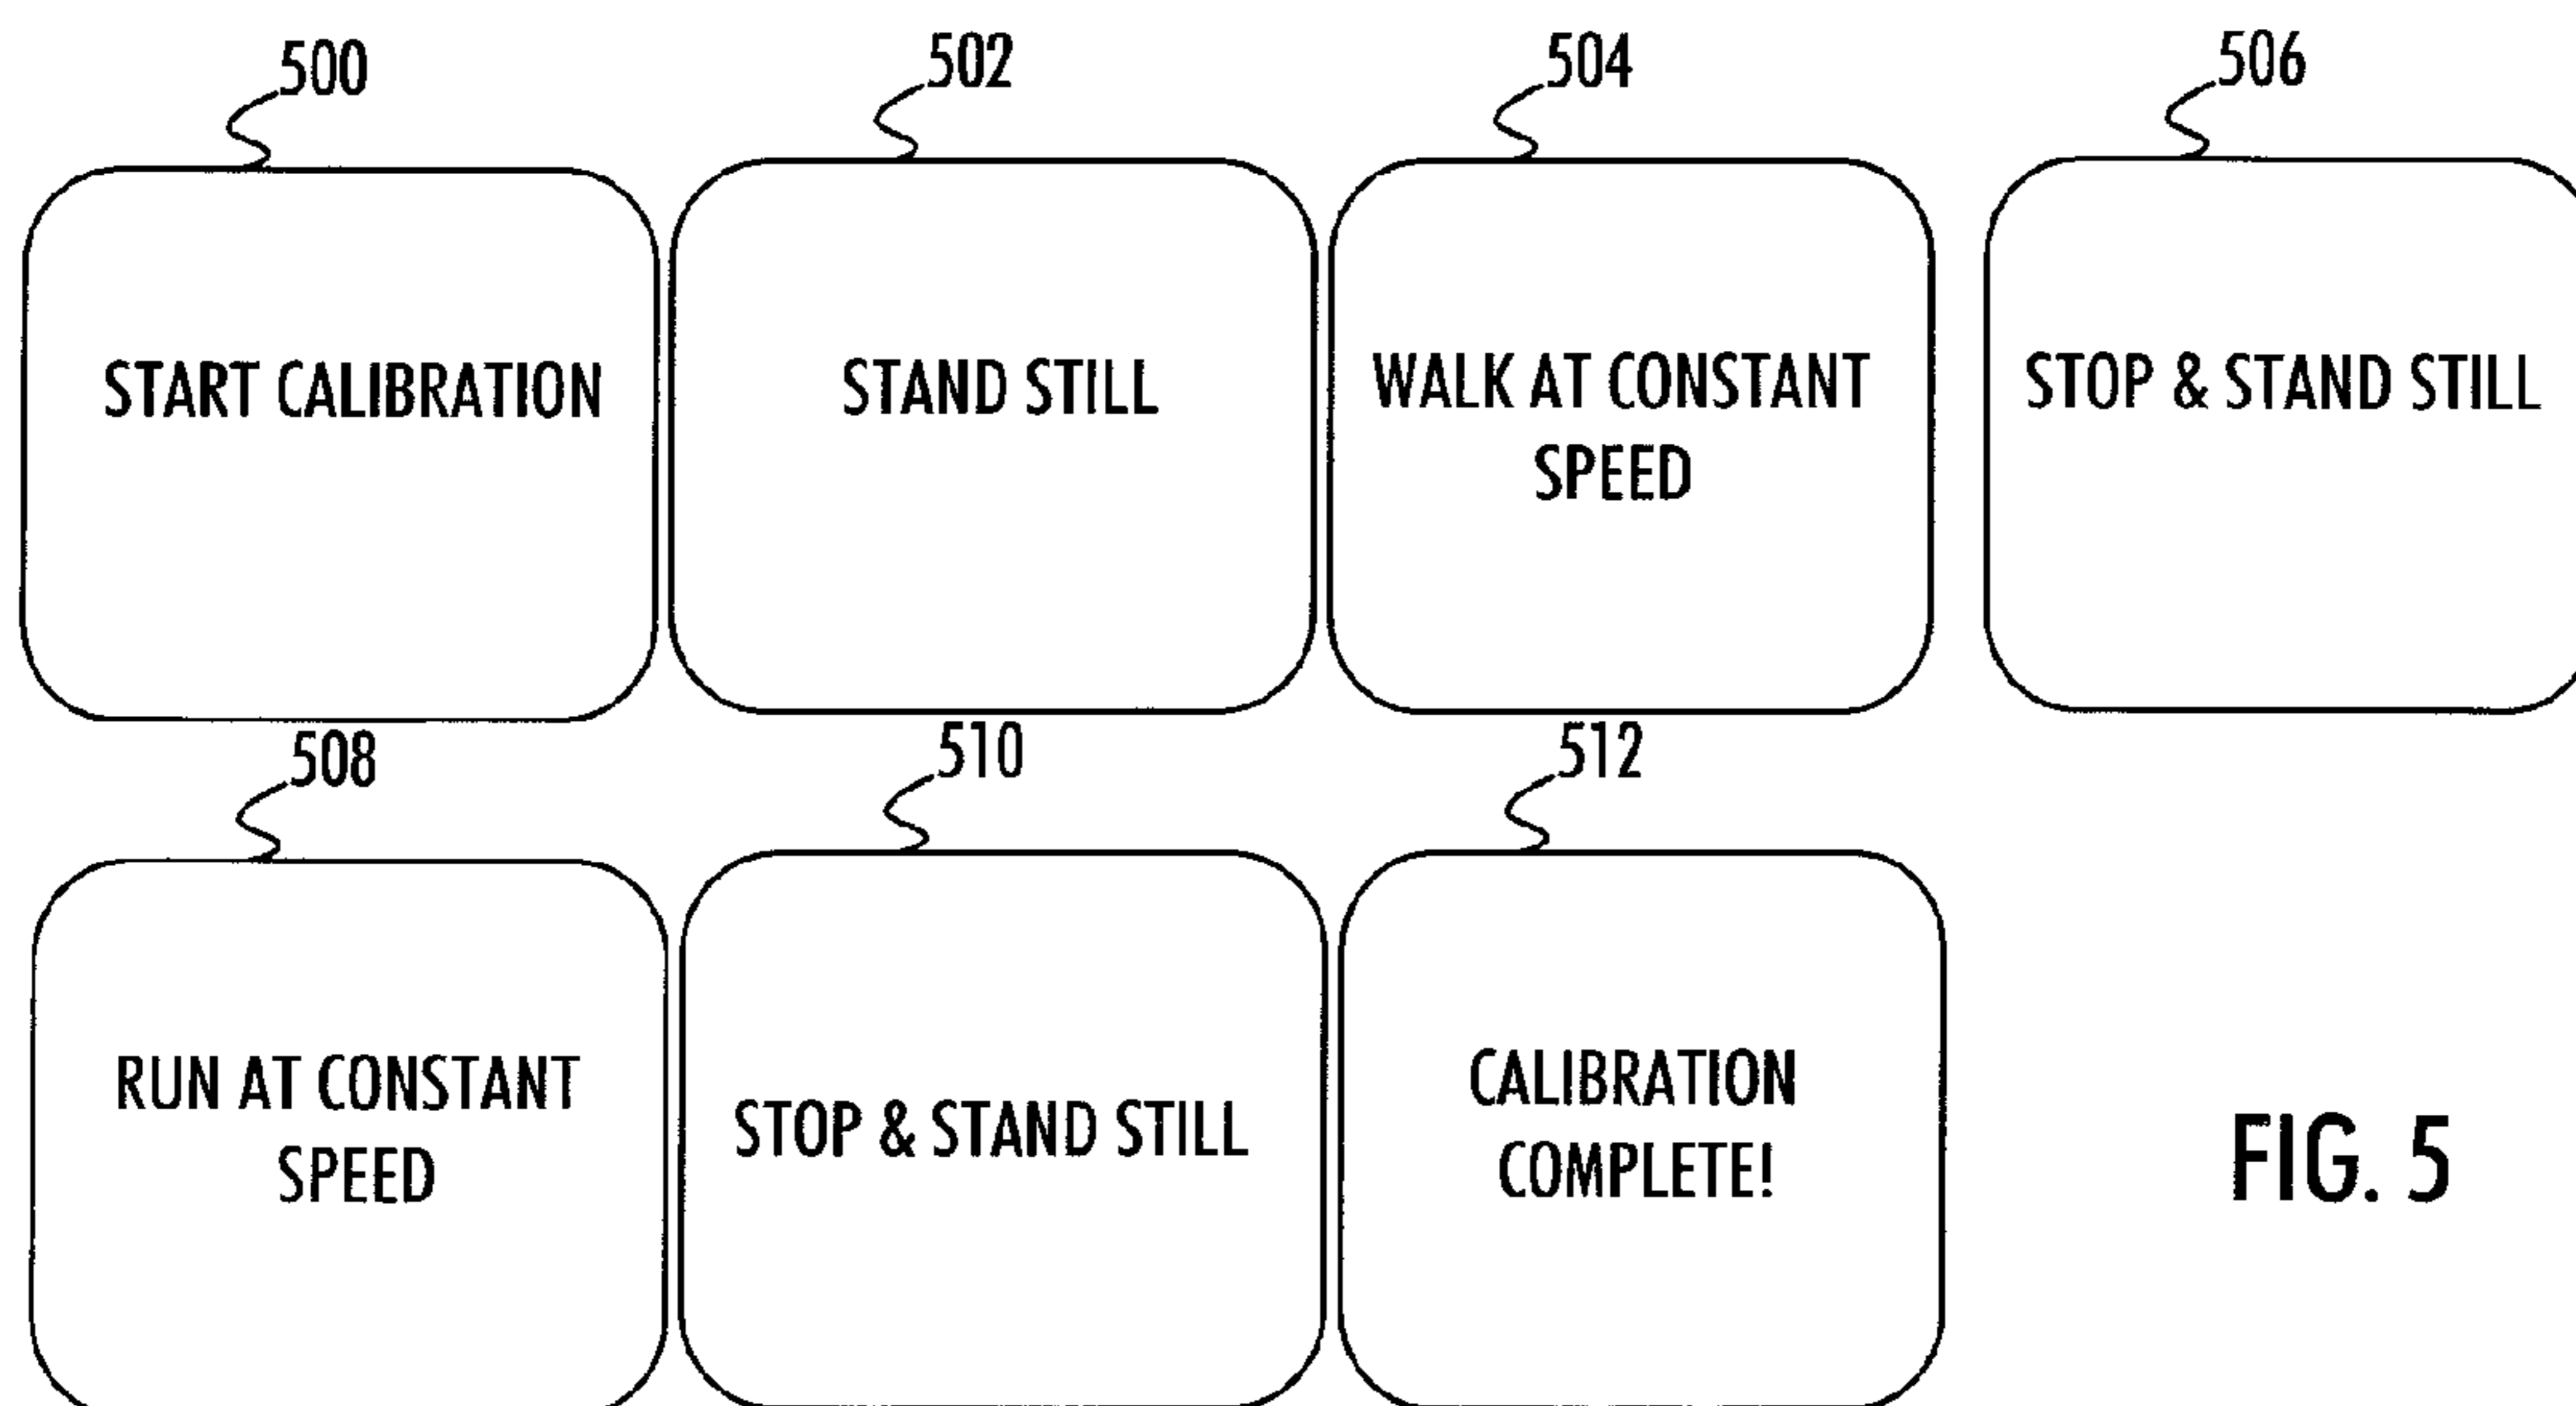 500
502
504
506
START CALIBRATION
STAND STILL
WALK AT CONSTANT
SPEED
STOP & STAND STILL
508
510
512
RUN AT CONSTANT
SPEED
STOP & STAND STILL
CALIBRATION
COMPLETE!
FIG. 5